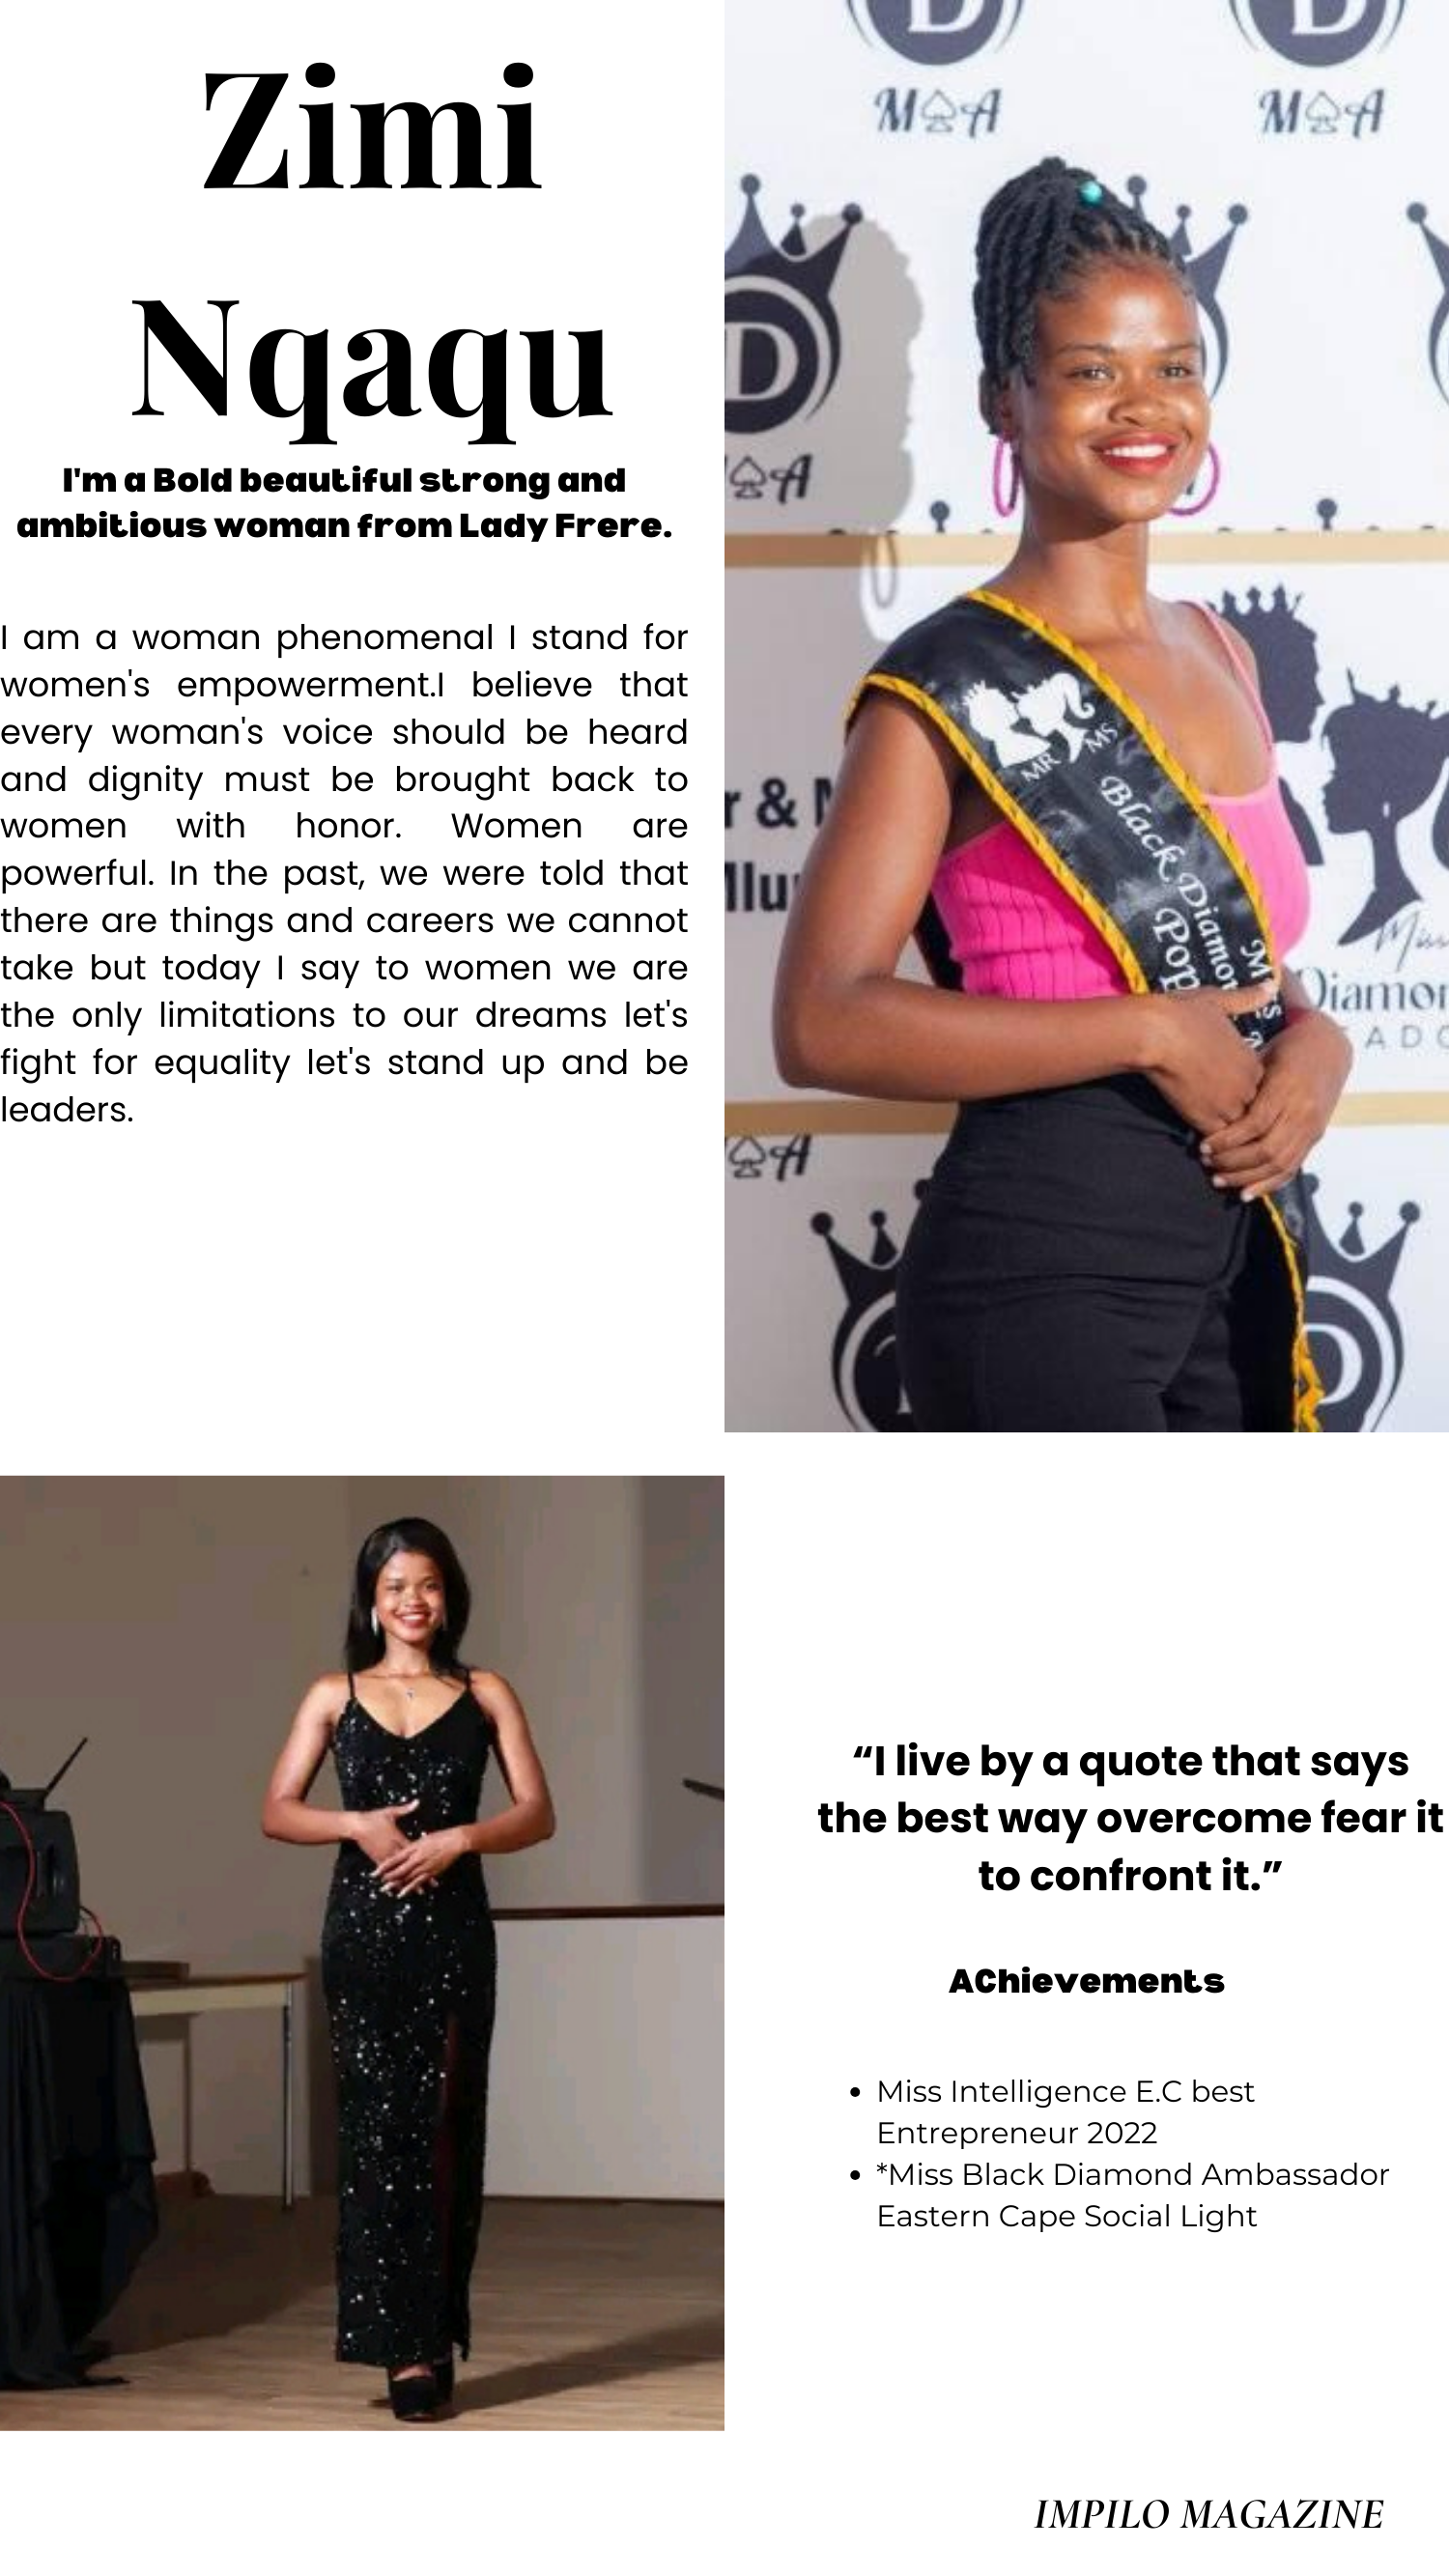 Zimi
Nqaqu
I'm a Bold beautiful strong and
ambitious woman from Lady Frere.
I am a woman phenomenal I stand for
women's empowerment.I believe that
every woman's voice should be heard
and dignity must be brought back to
women with honor. Women are
powerful. In the past, we were told that
there are things and careers we cannot
take but today I say to women we are
the only limitations to our dreams let's
fight for equality let's stand up and be
leaders.
D
D
M A
M A
D
A
MR MS
Black Diamon
Pop
r &
Miss
Diamon
A
D
“I live by a quote that says
the best way overcome fear it
to confront it.”
AChievements
• Miss Intelligence E.C best
Entrepreneur 2022
• *Miss Black Diamond Ambassador
Eastern Cape Social Light
IMPILO MAGAZINE